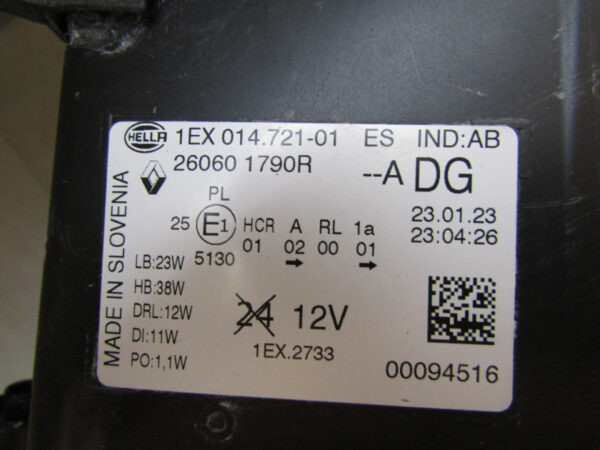 HELLA 1EX 014.721-01 ES IND:AB
26060 1790R --A DG
PL
25 E1 HCR A RL 1a
01 02 00 01
5130
23.01.23
23:04:26
MADE IN SLOVENIA
LB:23W
HB:38W
DRL:12W
DI:11W
PO:1,1W
24 12V
1EX.2733
00094516